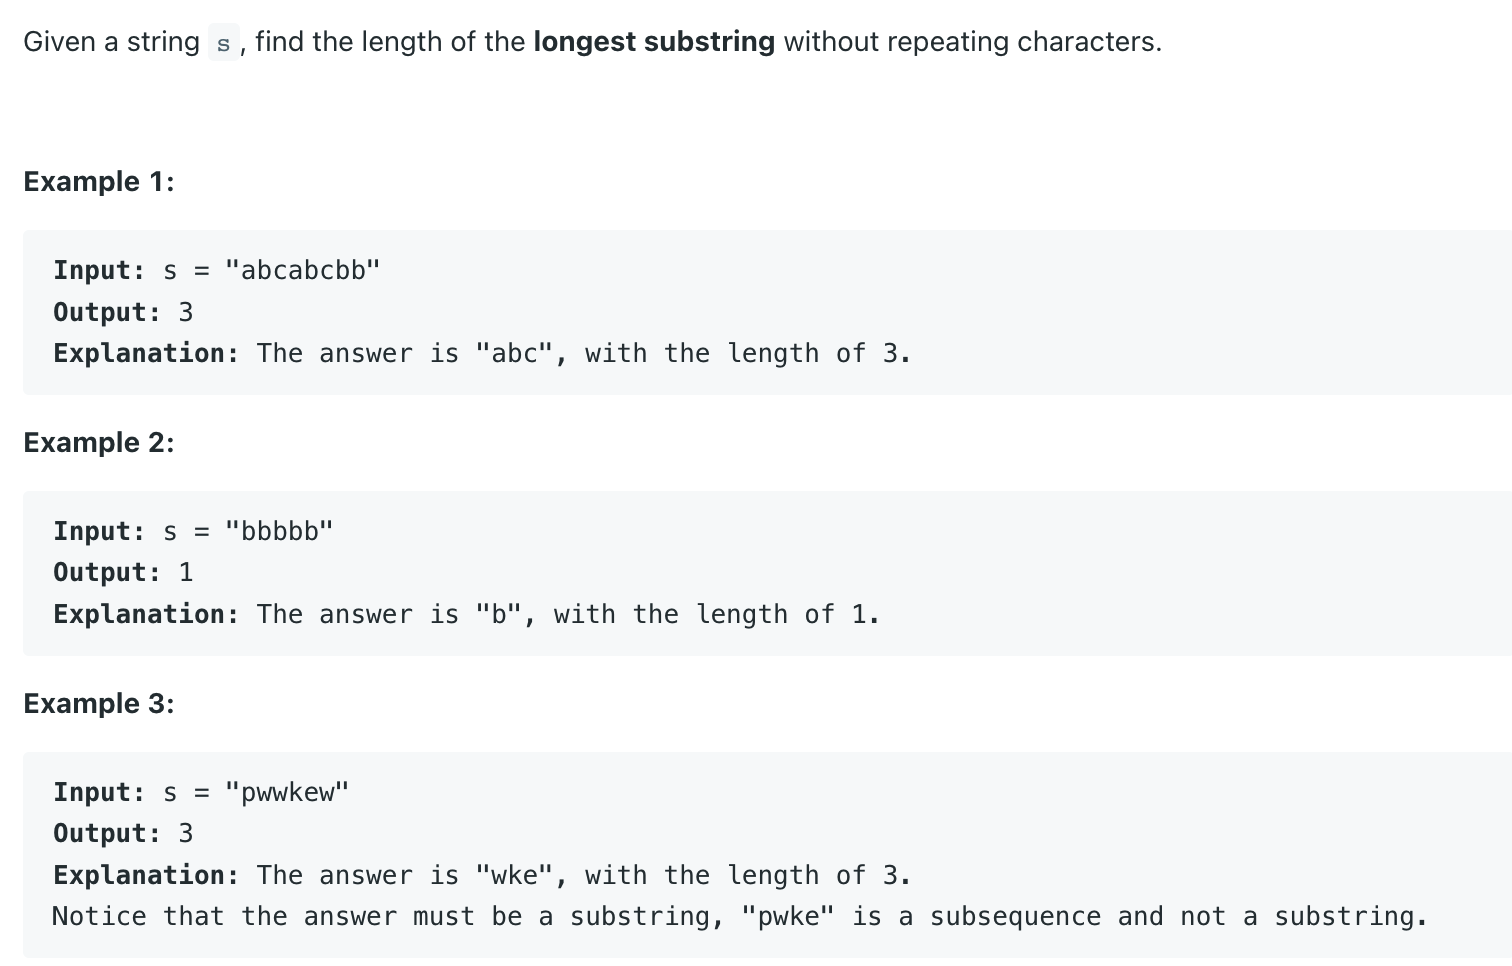 Given a string s, find the length of the longest substring without repeating characters.
Example 1:
Input: s = "abcabcbb"
Output: 3
Explanation: The answer is "abc", with the length of 3.
Example 2:
Input: s = "bbbbb"
Output: 1
Explanation: The answer is "b", with the length of 1.
Example 3:
Input: s = "pwwkew"
Output: 3
Explanation: The answer is "wke", with the length of 3.
Notice that the answer must be a substring, "pwke" is a subsequence and not a substring.